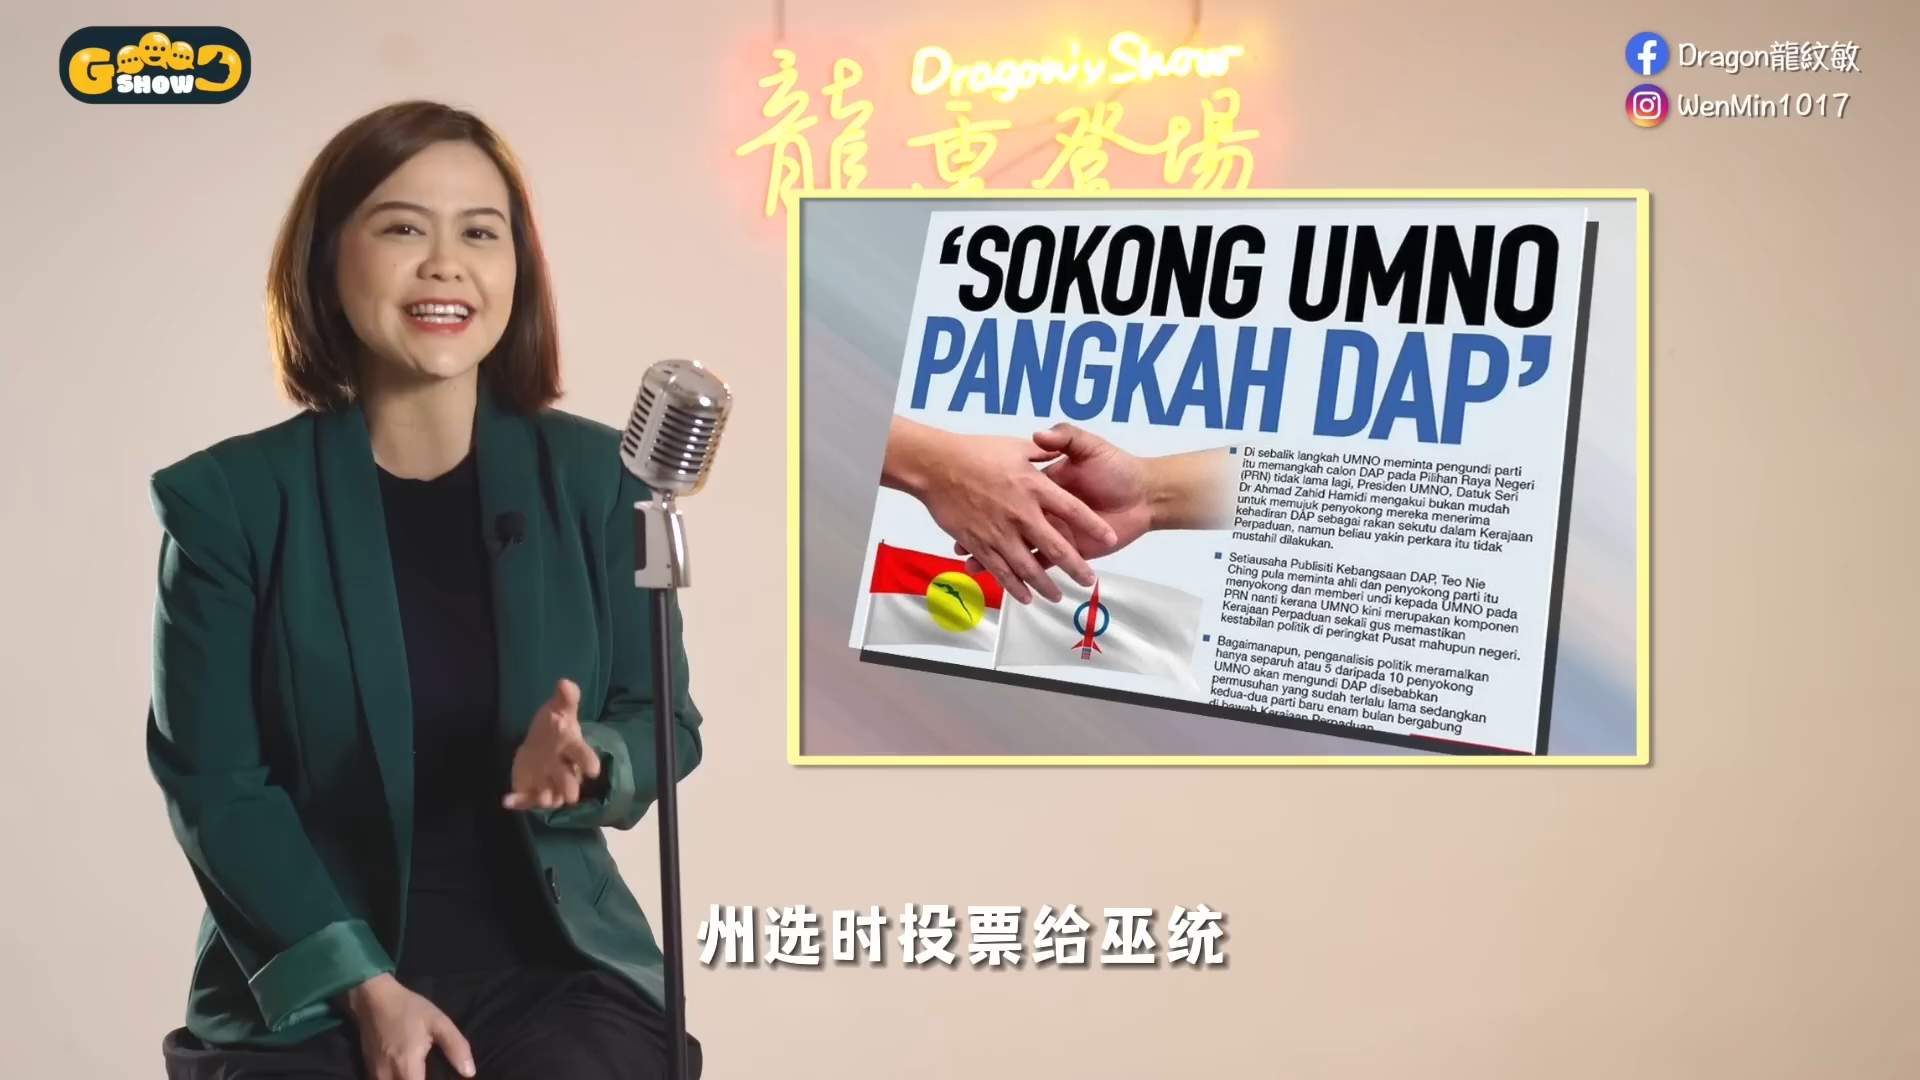 GOOOD
SHOW
Dragon's Show
龍重登場
Dragon龍紋敏
WenMin1017
‘SOKONG UMNO
PANGKAH DAP’
Di sebalik langkah UMNO meminta pengundi parti
itu memangkah calon DAP pada Pilihan Raya Negeri
(PRN) tidak lama lagi, Presiden UMNO, Datuk Seri
Dr Ahmad Zahid Hamidi mengakui bukan mudah
untuk memujuk penyokong mereka menerima
kehadiran DAP sebagai rakan sekutu dalam Kerajaan
Perpaduan, namun beliau yakin perkara itu tidak
mustahil dilakukan.
Setiausaha Publisiti Kebangsaan DAP, Teo Nie
Ching pula meminta ahli dan penyokong parti itu
menyokong dan memberi undi kepada UMNO pada
PRN nanti kerana UMNO kini merupakan komponen
Kerajaan Perpaduan sekali gus memastikan
kestabilan politik di peringkat Pusat mahupun negeri.
Bagaimanapun, penganalisis politik meramalkan
hanya separuh atau 5 daripada 10 penyokong
UMNO akan mengundi DAP disebabkan
permusuhan yang sudah terlalu lama sedangkan
kedua-dua parti baru enam bulan bergabung
di bawah Kerajaan Perpaduan.
州选时投票给巫统